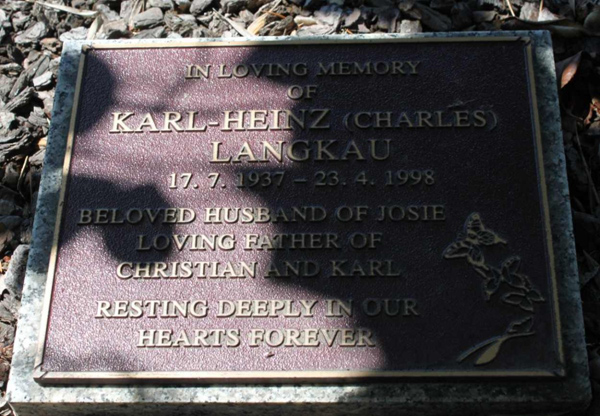 IN LOVING MEMORY
OF
KARL-HEINZ (CHARLES)
LANGKAU
17. 7. 1937 – 23. 4. 1998
BELOVED HUSBAND OF JOSIE
LOVING FATHER OF
CHRISTIAN AND KARL
RESTING DEEPLY IN OUR
HEARTS FOREVER